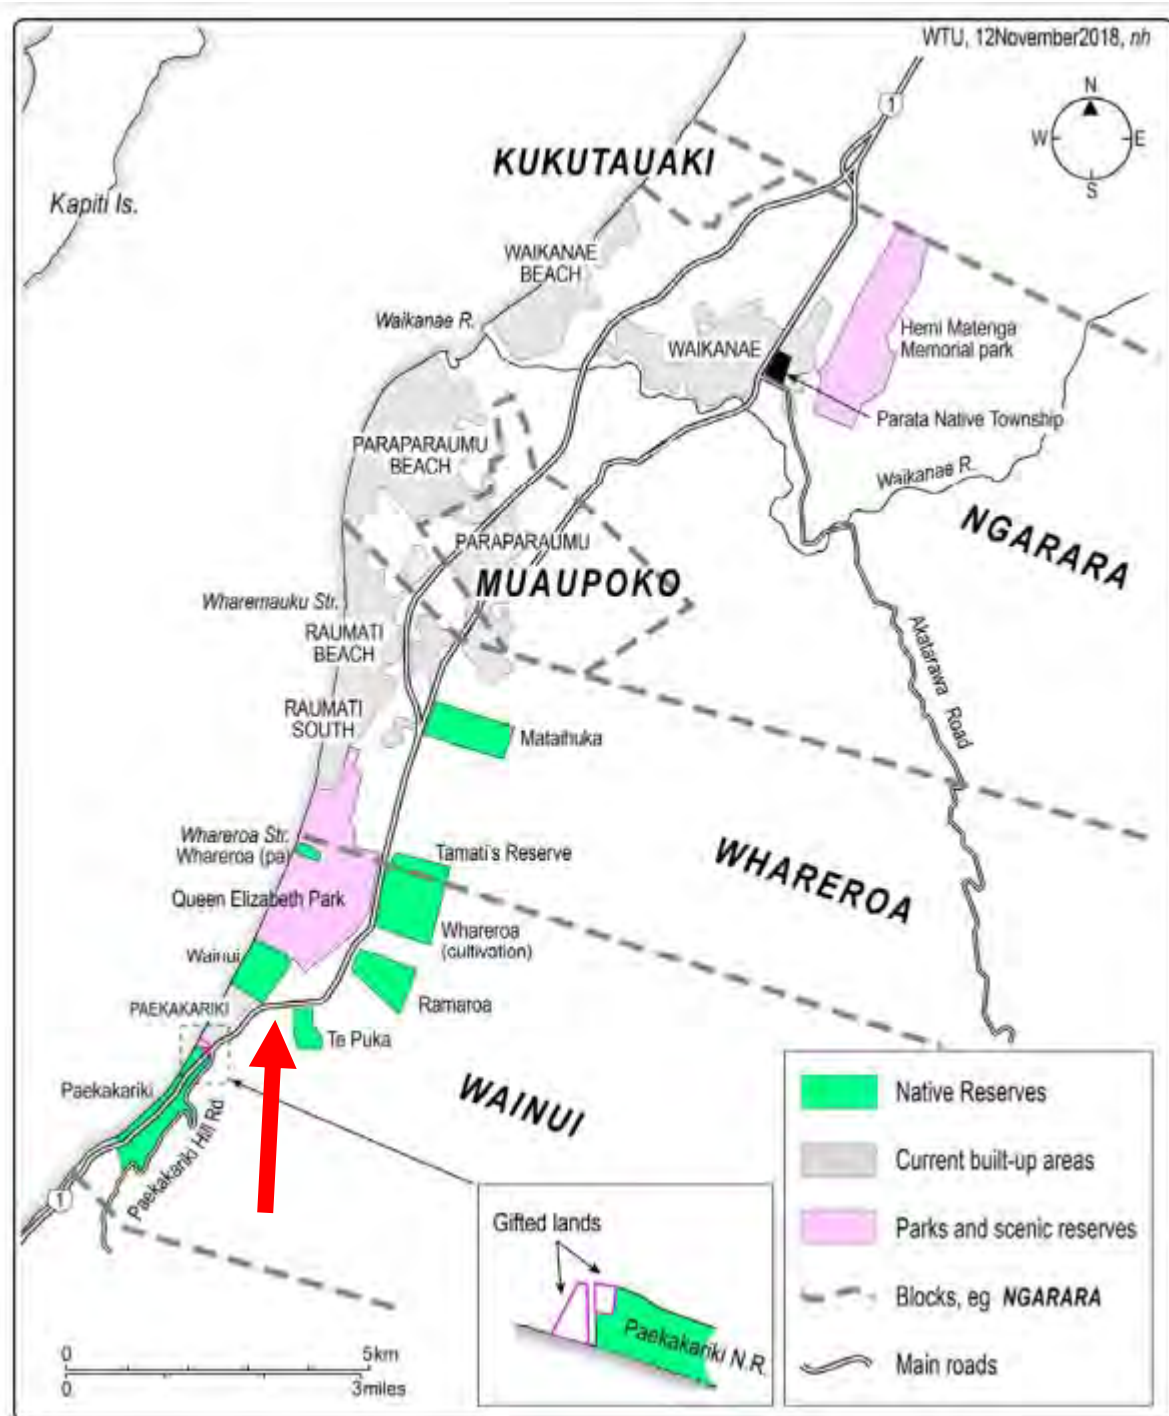 WTU, 12November2018, nh
1
N
W
E
S
KUKUTAUAKI
Kapiti Is.
WAIKANAE
BEACH
Waikanae R.
WAIKANAE
Hemi Matenga
Memorial park
Parata Native Township
PARAPARAUMU
BEACH
Waikanae R.
NGARARA
PARAPARAUMU
MUAUPOKO
Wharemauku Str.
RAUMATI
BEACH
Akatarawa Road
RAUMATI
SOUTH
Mataihuka
Whareroa Str.
Whareroa (pa)
Tamati's Reserve
WHAREROA
Queen Elizabeth Park
Whareroa
(cultivation)
Wainui
Ramaroa
PAEKAKARIKI
Te Puka
Paekakariki
WAINUI
Paekakariki Hill Rd
1
Native Reserves
Current built-up areas
Parks and scenic reserves
Blocks, eg NGARARA
Main roads
Gifted lands
Paekakariki N.R.
0
5km
0
3miles